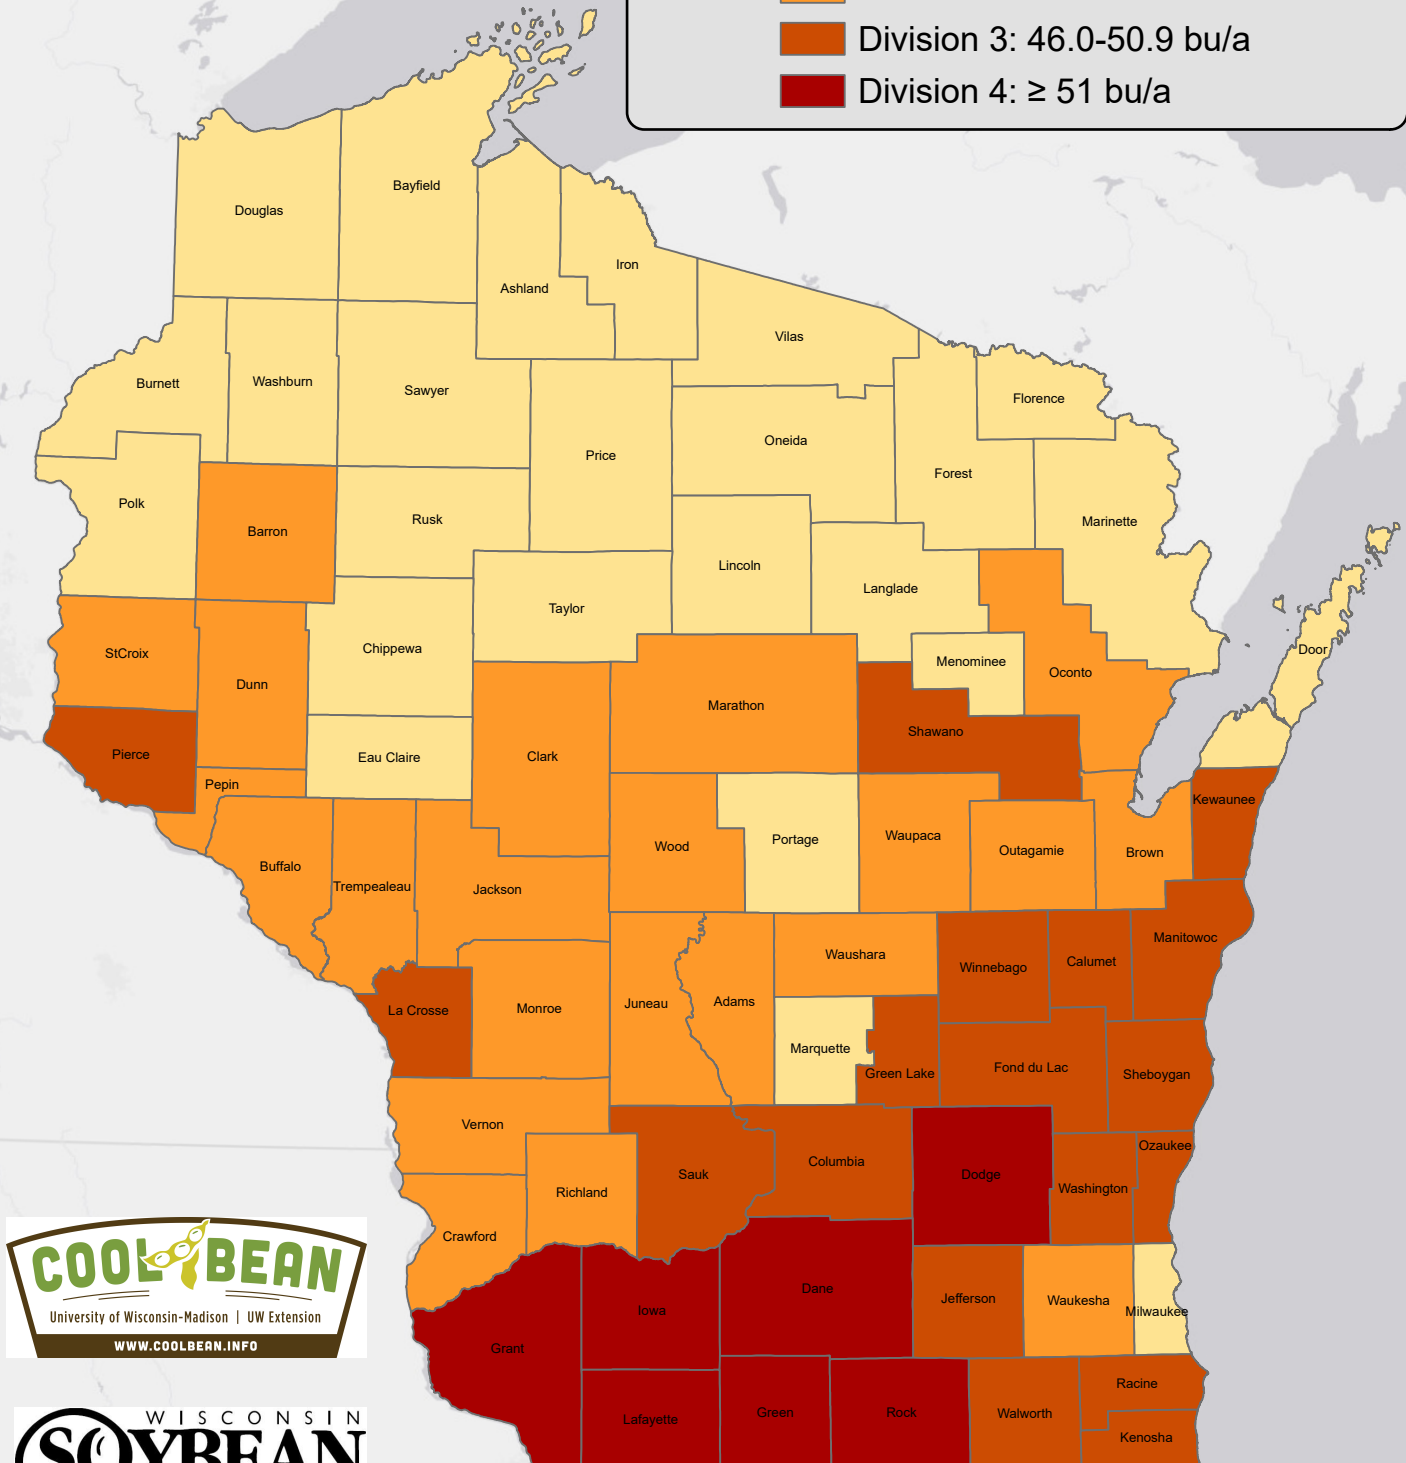 Division 3: 46.0-50.9 bu/a
Division 4: ≥ 51 bu/a
Bayfield
Douglas
Iron
Ashland
Vilas
Burnett
Washburn
Sawyer
Florence
Oneida
Price
Forest
Polk
Rusk
Marinette
Barron
Lincoln
Langlade
Taylor
Chippewa
Door
StCroix
Menominee
Oconto
Dunn
Marathon
Shawano
Pierce
Clark
Eau Claire
Pepin
Kewaunee
Waupaca
Portage
Wood
Outagamie
Brown
Buffalo
Trempealeau
Jackson
Manitowoc
Waushara
Calumet
Winnebago
Adams
Juneau
Monroe
La Crosse
Marquette
Fond du Lac
Green Lake
Sheboygan
Vernon
Ozaukee
Columbia
Sauk
Dodge
Washington
Richland
Crawford
COOL BEAN
University of Wisconsin-Madison | UW Extension
WWW.COOLBEAN.INFO
Dane
Jefferson
Waukesha
Iowa
Milwaukee
Grant
Racine
Green
Rock
Walworth
Lafayette
Kenosha
WISCONSIN
SOYBEAN